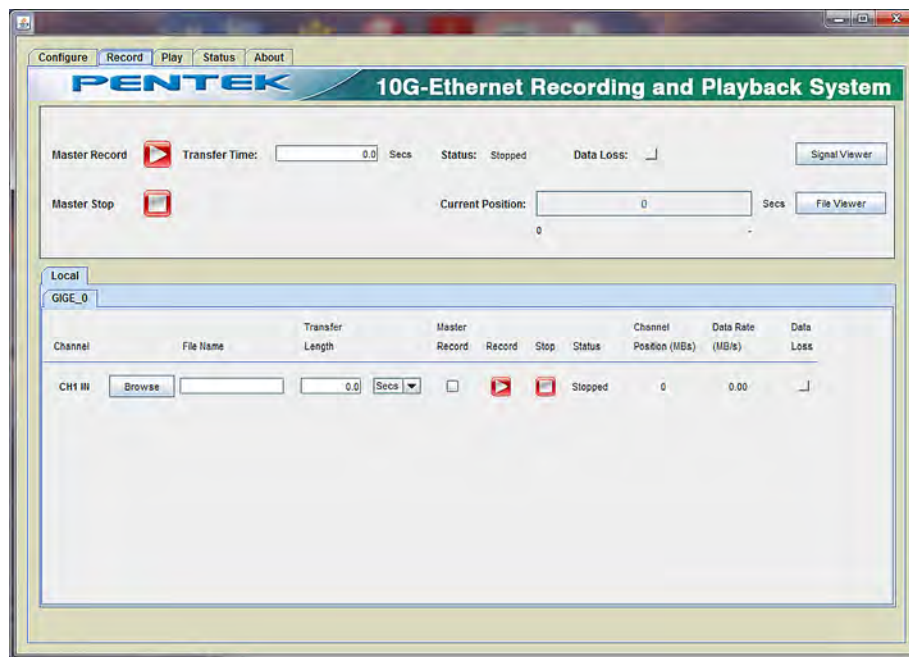 Configure Record Play Status About
PENTEK 10G-Ethernet Recording and Playback System
Master Record Transfer Time: 0.0 Secs Status: Stopped Data Loss: Signal Viewer
Master Stop Current Position: 0 Secs File Viewer
0 -
Local
GIGE_0
Transfer Master Channel Data Rate Data
Channel File Name Length Record Record Stop Status Position (MBs) (MB/s) Loss
CH1 IN Browse 0.0 Secs Stopped 0 0.00